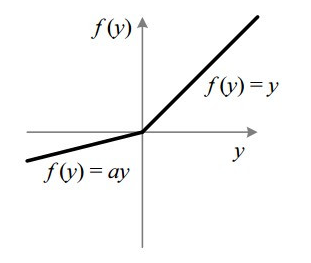 f(y)
f(y) = y
y
f(y) = ay